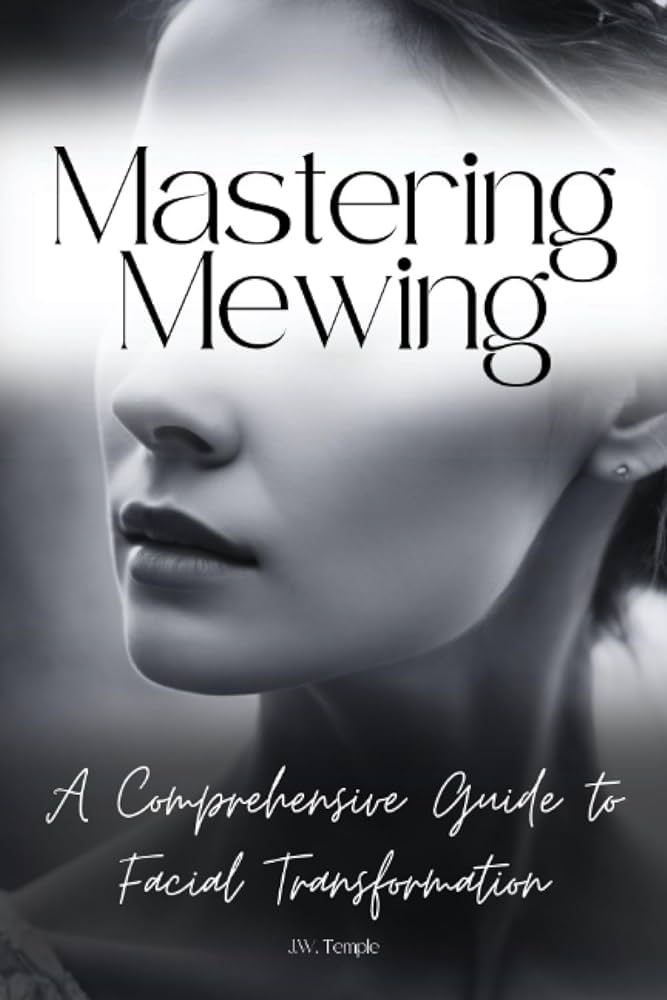 Mastering
Mewing
A Comprehensive Guide to
Facial Transformation
J.W. Temple